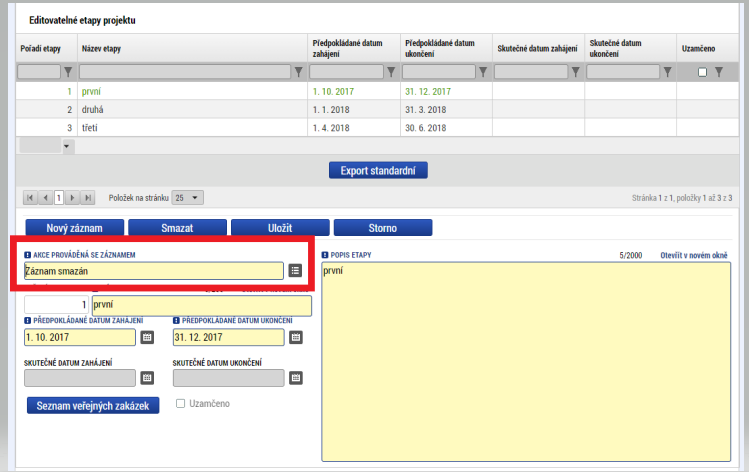 Editovatelné etapy projektu
Pořadí etapy Název etapy Předpokládané datum zahájení Předpokládané datum ukončení Skutečné datum zahájení Skutečné datum ukončení Uzamčeno
1 první 1. 10. 2017 31. 12. 2017
2 druhá 1. 1. 2018 31. 3. 2018
3 třetí 1. 4. 2018 30. 6. 2018
Export standardní
1 Položek na stránku 25 Stránka 1 z 1, položky 1 až 3 z 3
Nový záznam Smazat Uložit Storno
AKCE PROVÁDĚNÁ SE ZÁZNAMEM POPIS ETAPY 5/2000 Otevřít v novém okně
Záznam smazán první
1 první
PŘEDPOKLÁDANÉ DATUM ZAHÁJENÍ PŘEDPOKLÁDANÉ DATUM UKONČENÍ
1. 10. 2017 31. 12. 2017
SKUTEČNÉ DATUM ZAHÁJENÍ SKUTEČNÉ DATUM UKONČENÍ
Seznam veřejných zakázek Uzamčeno